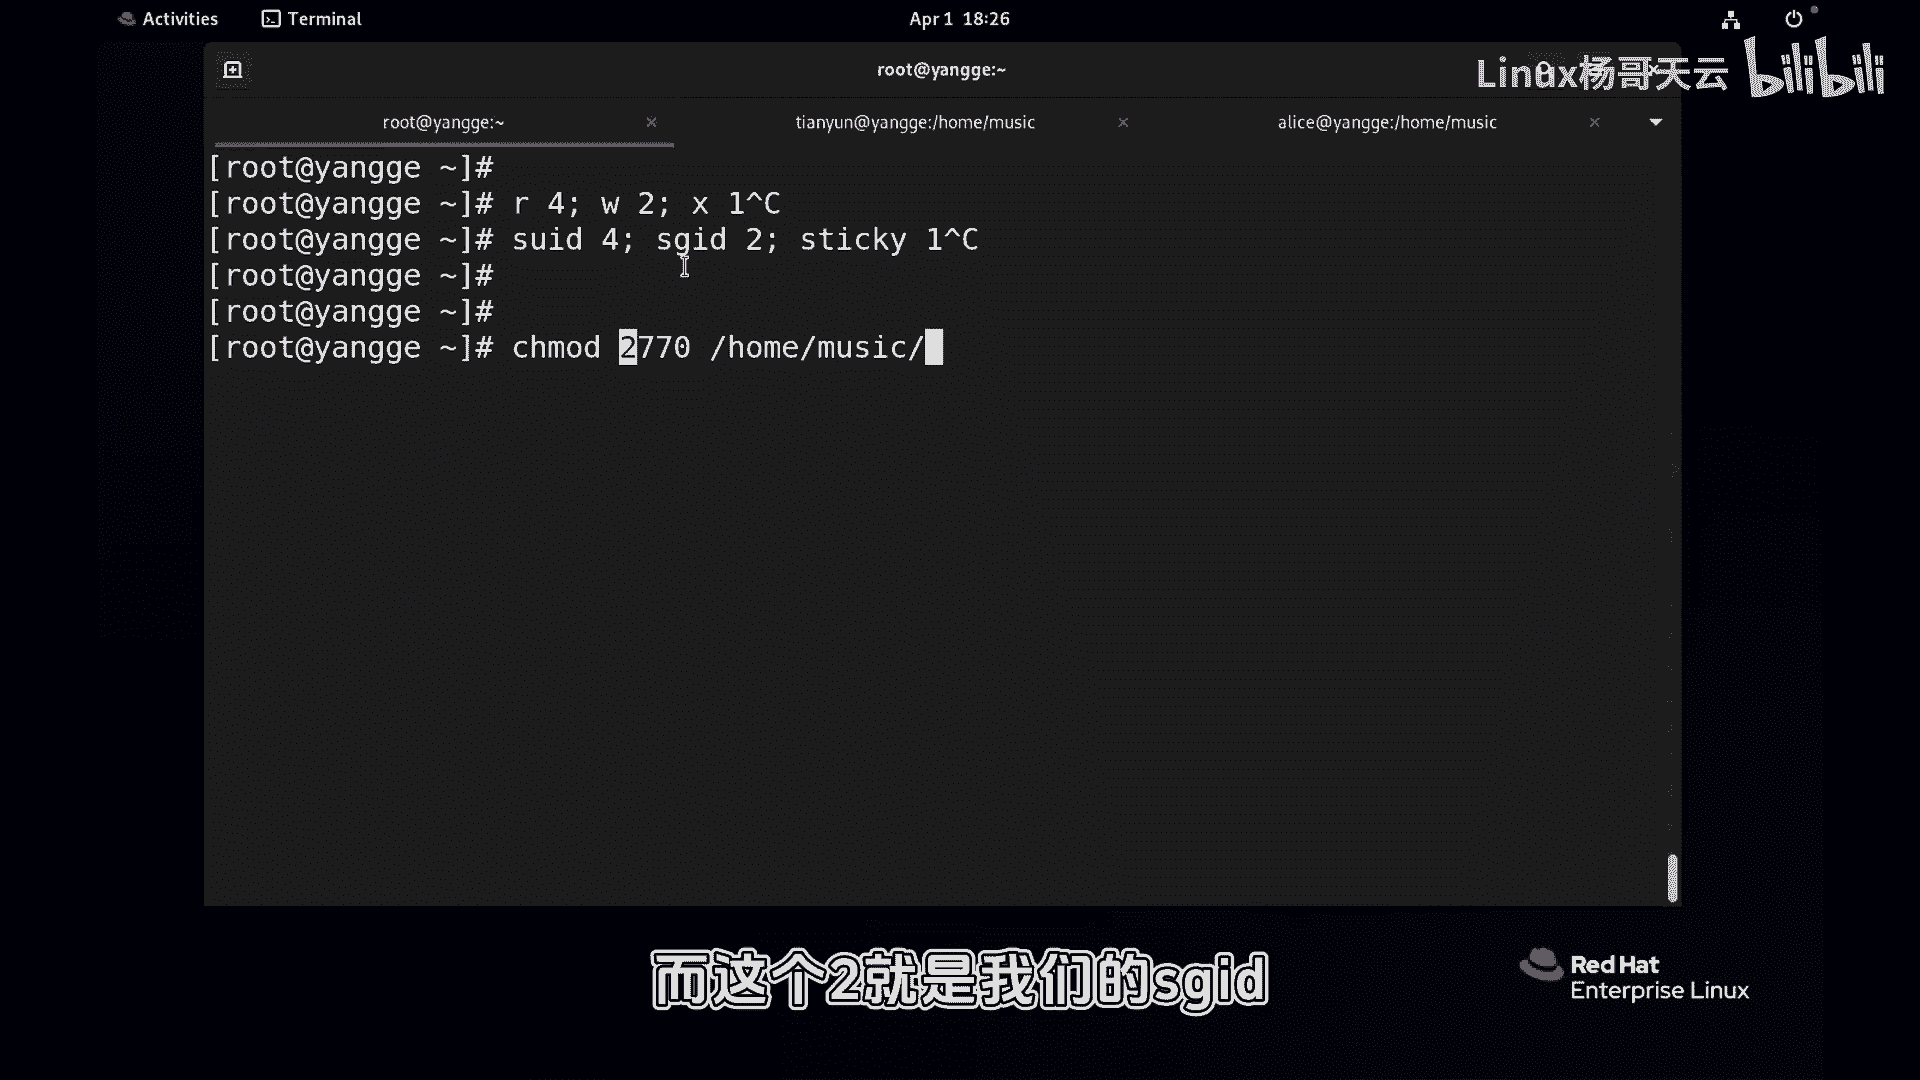 Activities Terminal Apr 1 18:26
root@yangge:~
Linux杨哥天云 bilibili
root@yangge:~ × tianyun@yangge:/home/music × alice@yangge:/home/music ×
[root@yangge ~]#
[root@yangge ~]# r 4; w 2; x 1^C
[root@yangge ~]# suid 4; sgid 2; sticky 1^C
[root@yangge ~]#
[root@yangge ~]#
[root@yangge ~]# chmod 2770 /home/music/
而这个2就是我们的sgid
Red Hat
Enterprise Linux